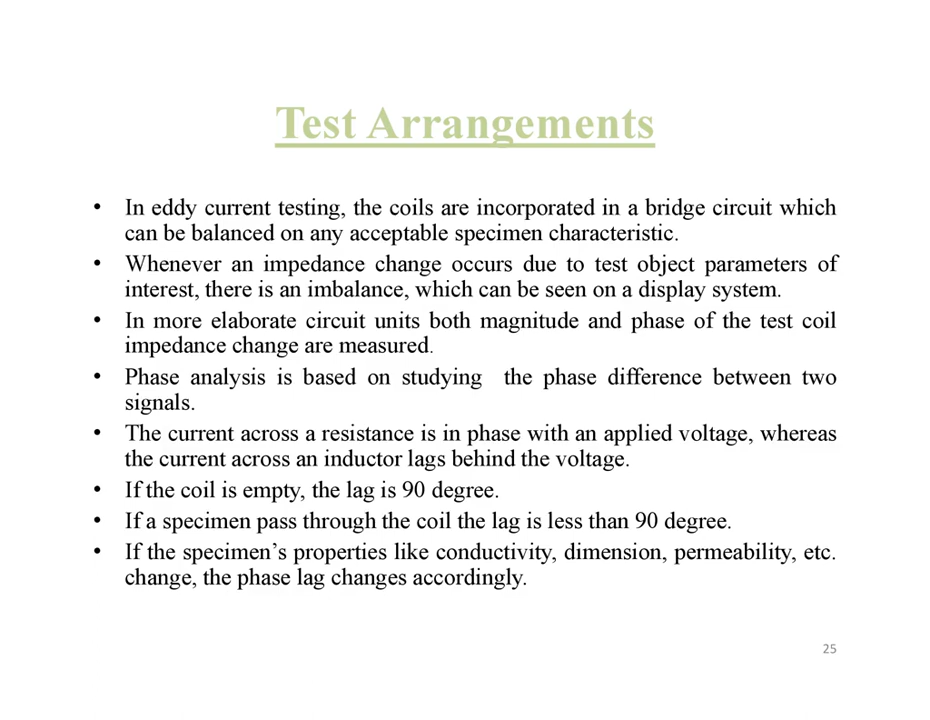 Test Arrangements
• In eddy current testing, the coils are incorporated in a bridge circuit which
can be balanced on any acceptable specimen characteristic.
• Whenever an impedance change occurs due to test object parameters of
interest, there is an imbalance, which can be seen on a display system.
• In more elaborate circuit units both magnitude and phase of the test coil
impedance change are measured.
• Phase analysis is based on studying the phase difference between two
signals.
• The current across a resistance is in phase with an applied voltage, whereas
the current across an inductor lags behind the voltage.
• If the coil is empty, the lag is 90 degree.
• If a specimen pass through the coil the lag is less than 90 degree.
• If the specimen’s properties like conductivity, dimension, permeability, etc.
change, the phase lag changes accordingly.
25